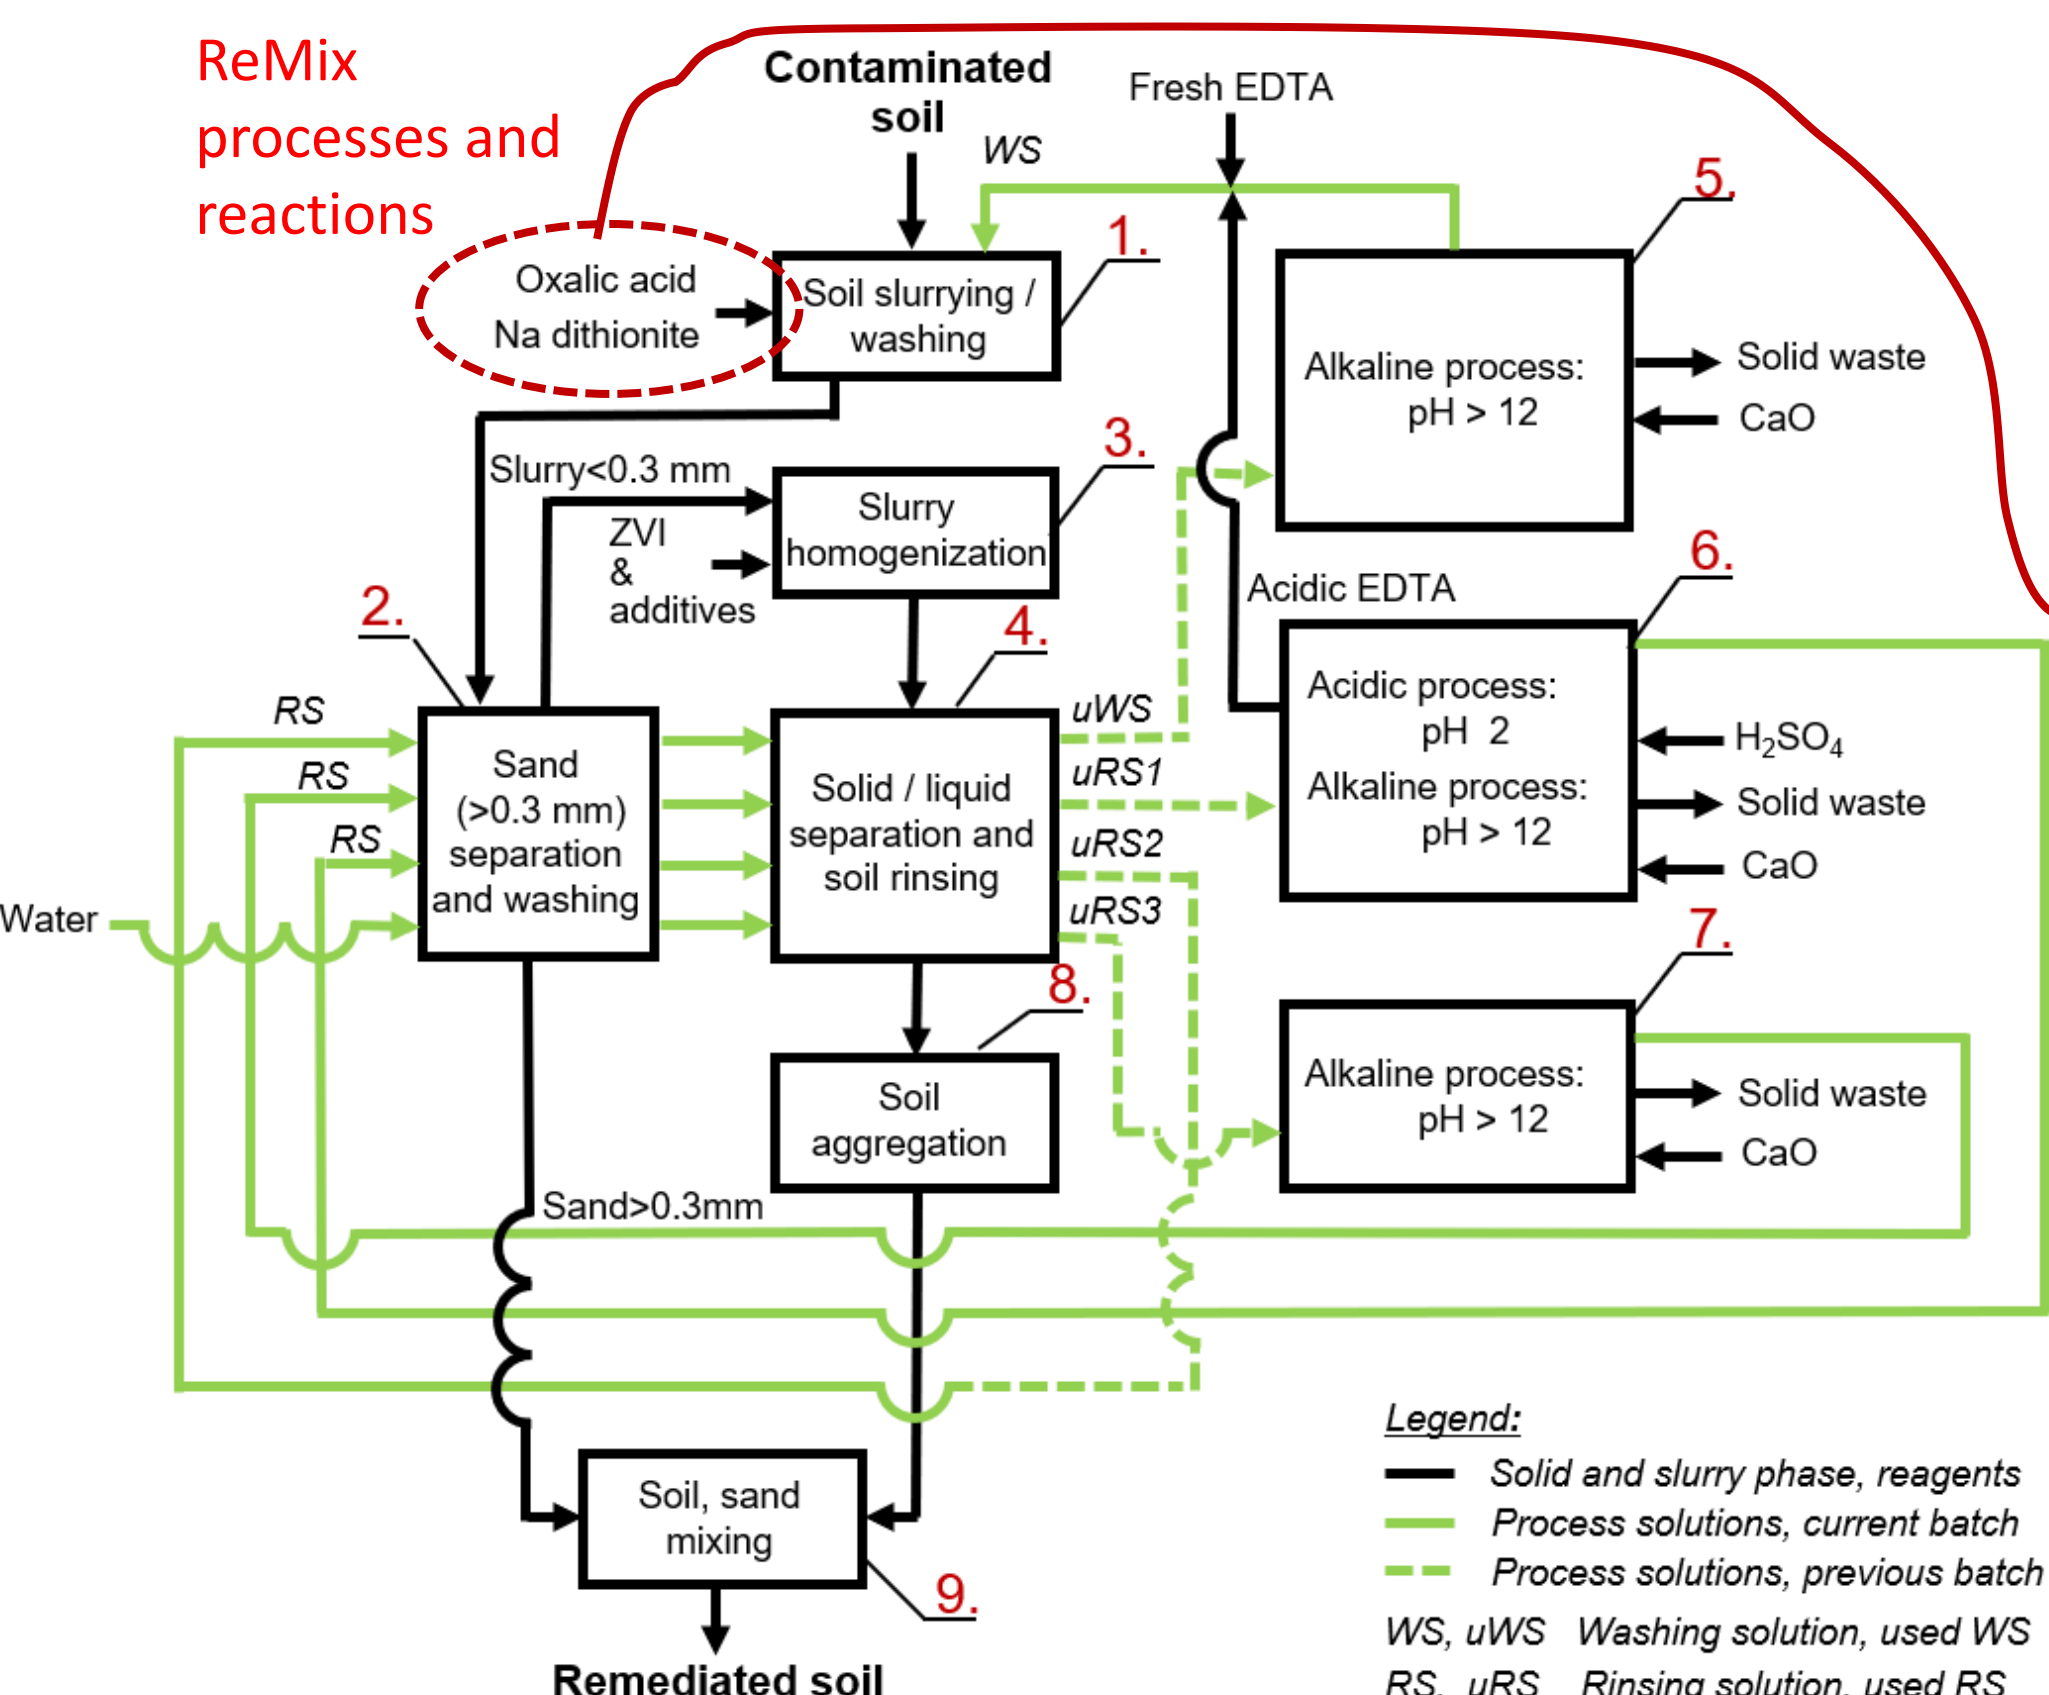 ReMix
processes and
reactions
Contaminated
soil
Fresh EDTA
WS
5.
1.
Oxalic acid
Na dithionite
Soil slurrying /
washing
Alkaline process:
pH > 12
Solid waste
CaO
3.
Slurry<0.3 mm
ZVI
&
additives
Slurry
homogenization
6.
Acidic EDTA
2.
4.
RS
RS
RS
Water
Sand
(>0.3 mm)
separation
and washing
Solid / liquid
separation and
soil rinsing
uWS
uRS1
uRS2
uRS3
Acidic process:
pH 2
Alkaline process:
pH > 12
H₂SO₄
Solid waste
CaO
7.
8.
Soil
aggregation
Alkaline process:
pH > 12
Solid waste
CaO
Sand>0.3mm
Soil, sand
mixing
9.
Remediated soil
Legend:
Solid and slurry phase, reagents
Process solutions, current batch
Process solutions, previous batch
WS, uWS Washing solution, used WS
RS, uRS Rinsing solution, used RS